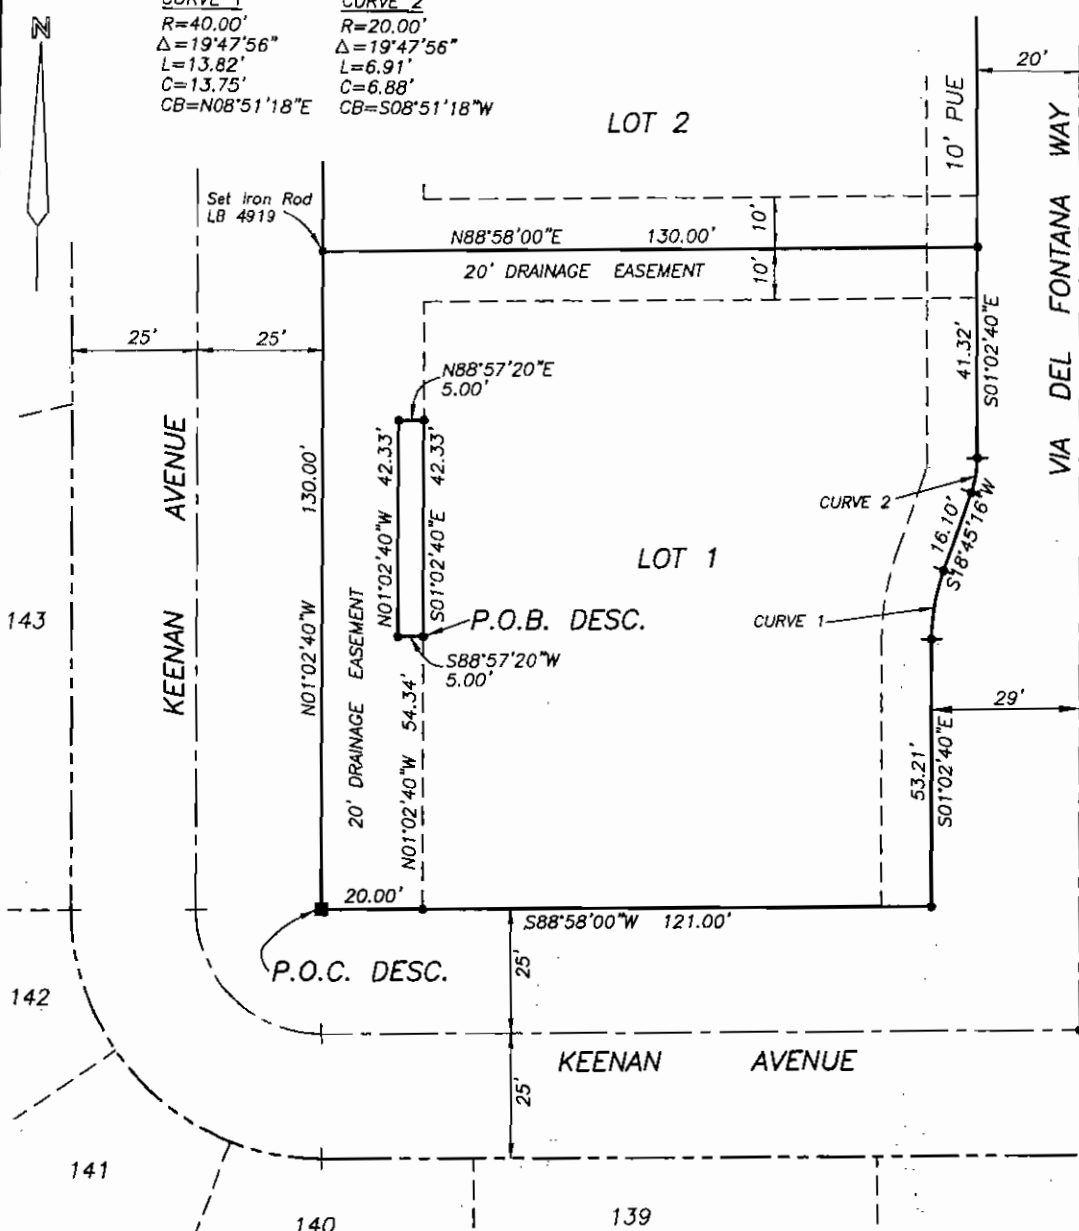 CURVE 1
R=40.00'
Δ=19°47'56"
L=13.82'
C=13.75'
CB=N08°51'18"E
CURVE 2
R=20.00'
Δ=19°47'56"
L=6.91'
C=6.88'
CB=S08°51'18"W
N
20'
LOT 2
10' PUE
VIA DEL FONTANA WAY
Set Iron Rod
LB 4919
N88°58'00"E 130.00'
10'
20' DRAINAGE EASEMENT
10'
25'
25'
41.32'
S01°02'40"E
N88°57'20"E
5.00'
KEENAN AVENUE
130.00'
N01°02'40"W
N01°02'40"W 42.33'
S01°02'40"E 42.33'
CURVE 2
16.10'
S18°45'16"W
LOT 1
CURVE 1
143
P.O.B. DESC.
S88°57'20"W
5.00'
20' DRAINAGE EASEMENT
N01°02'40"W 54.34'
29'
53.21'
S01°02'40"E
20.00'
S88°58'00"W 121.00'
P.O.C. DESC.
25'
142
KEENAN AVENUE
25'
141
140
139